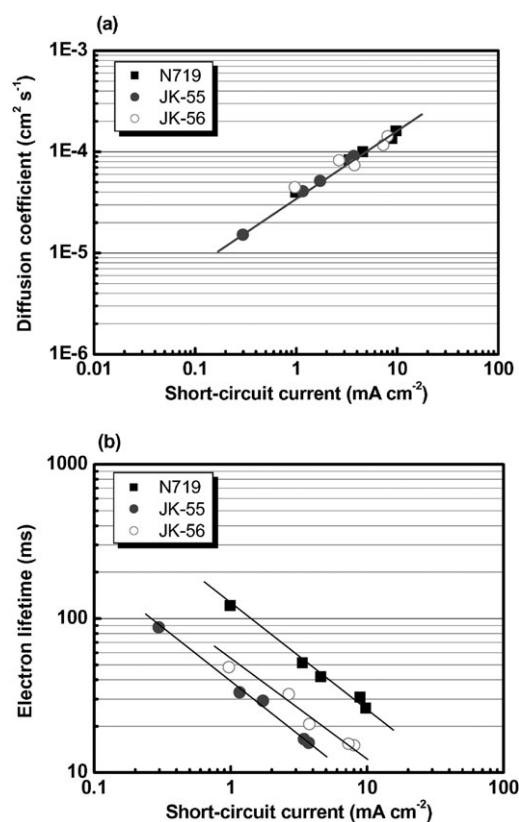 (a)
N719
JK-55
JK-56
Diffusion coefficient (cm² s⁻¹)
1E-3
1E-4
1E-5
1E-6
0.01
0.1
1
10
100
Short-circuit current (mA cm⁻²)
(b)
N719
JK-55
JK-56
Electron lifetime (ms)
1000
100
10
0.1
1
10
100
Short-circuit current (mA cm⁻²)